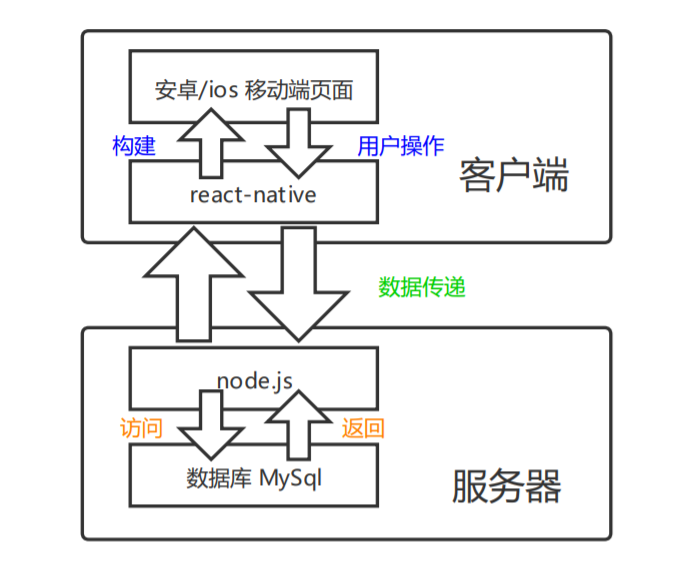 安卓/ios 移动端页面
构建
用户操作
客户端
react-native
数据传递
node.js
访问
返回
数据库 MySql
服务器